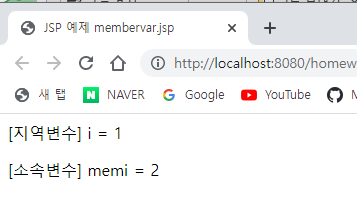 JSP 예제 membervar.jsp
http://localhost:8080/homew
새 탭 NAVER Google YouTube M
[지역변수] i = 1
[소속변수] memi = 2